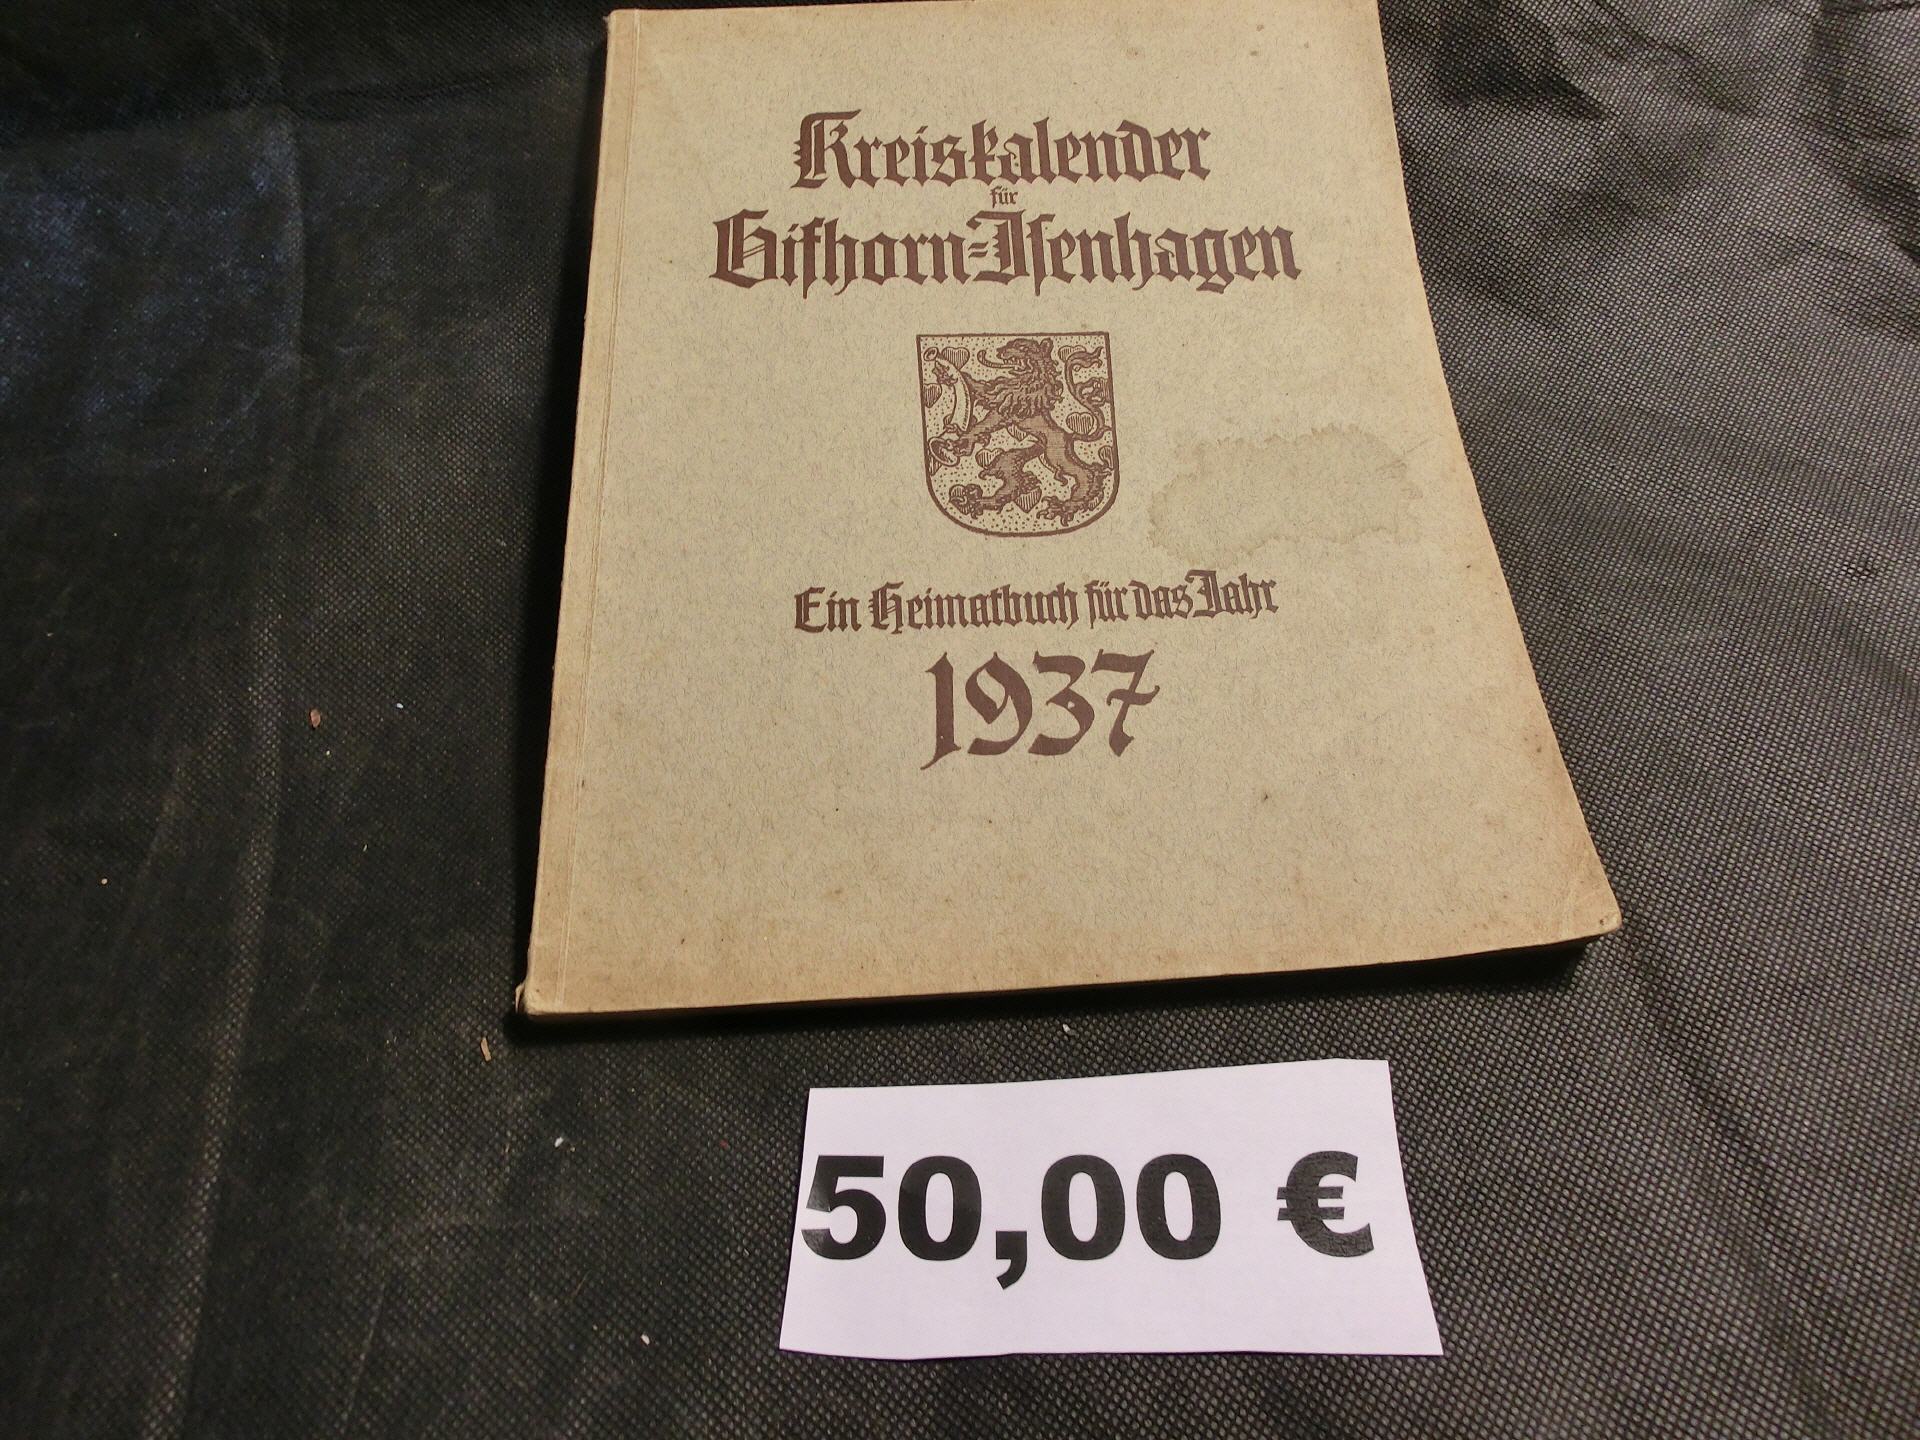 Kreiskalender
für
Gifhorn=Isenhagen
Ein Heimatbuch für das Jahr
1937
50,00 €